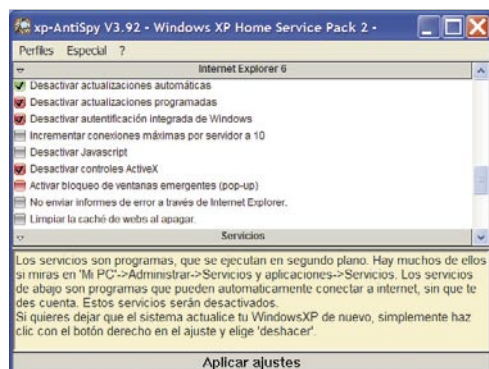 xp-AntiSpy V3.92 - Windows XP Home Service Pack 2 -
Perfiles Especial ?
Internet Explorer 6
Desactivar actualizaciones automáticas
Desactivar actualizaciones programadas
Desactivar autentificación integrada de Windows
Incrementar conexiones máximas por servidor a 10
Desactivar Javascript
Desactivar controles ActiveX
Activar bloqueo de ventanas emergentes (pop-up)
No enviar informes de error a través de Internet Explorer.
Limpiar la caché de webs al apagar.
Servicios
Los servicios son programas, que se ejecutan en segundo plano. Hay muchos de ellos
si miras en 'Mi PC'->Administrar->Servicios y aplicaciones->Servicios. Los servicios
de abajo son programas que pueden automaticamente conectar a internet, sin que te
des cuenta. Estos servicios serán desactivados.
Si quieres dejar que el sistema actualice tu WindowsXP de nuevo, simplemente haz
clic con el botón derecho en el ajuste y elige 'deshacer'.
Aplicar ajustes